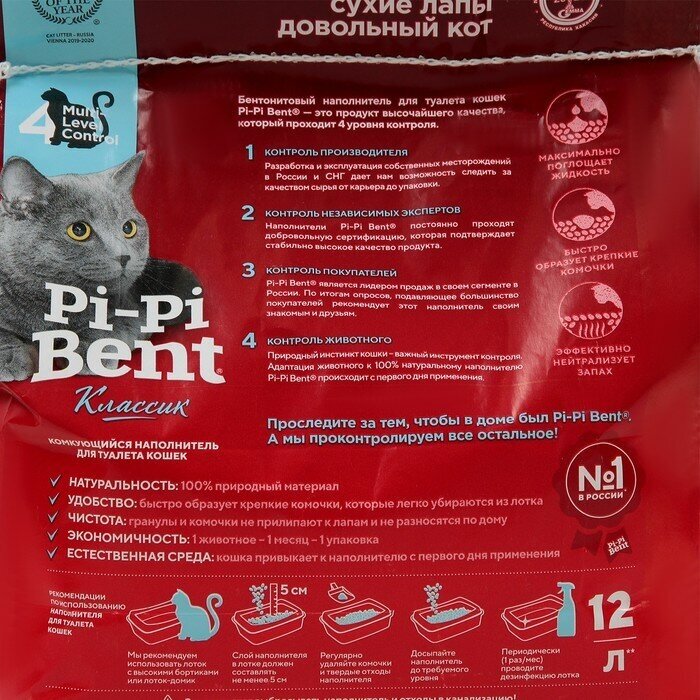 OF THE
YEAR
CAT LITTER - RUSSIA
VIENNA 2019-2020
сухие лапы
довольный кот
4 Multi-
Level
Control
Бентонитовый наполнитель для туалета кошек
Pi-Pi Bent® — это продукт высочайшего качества,
который проходит 4 уровня контроля.
1 КОНТРОЛЬ ПРОИЗВОДИТЕЛЯ
Разработка и эксплуатация собственных месторождений
в России и СНГ дает нам возможность следить за
качеством сырья от карьера до упаковки.
2 КОНТРОЛЬ НЕЗАВИСИМЫХ ЭКСПЕРТОВ
Наполнители Pi-Pi Bent® постоянно проходят
добровольную сертификацию, которая подтверждает
стабильно высокое качество продукта.
3 КОНТРОЛЬ ПОКУПАТЕЛЕЙ
Pi-Pi Bent® является лидером продаж в своем сегменте в
России. По итогам опросов, подавляющее большинство
покупателей рекомендует этот наполнитель своим
знакомым и друзьям.
4 КОНТРОЛЬ ЖИВОТНОГО
Природный инстинкт кошки – важный инструмент контроля.
Адаптация животного к 100% натуральному наполнителю
Pi-Pi Bent® происходит с первого дня применения.
МАКСИМАЛЬНО
ПОГЛОЩАЕТ
ЖИДКОСТЬ
БЫСТРО
ОБРАЗУЕТ КРЕПКИЕ
КОМОЧКИ
ЭФФЕКТИВНО
НЕЙТРАЛИЗУЕТ
ЗАПАХ
Pi-Pi
Bent®
Классик
КОМКУЮЩИЙСЯ НАПОЛНИТЕЛЬ
ДЛЯ ТУАЛЕТА КОШЕК
Проследите за тем, чтобы в доме был Pi-Pi Bent®.
А мы проконтролируем все остальное!
НАТУРАЛЬНОСТЬ: 100% природный материал
УДОБСТВО: быстро образует крепкие комочки, которые легко убираются из лотка
ЧИСТОТА: гранулы и комочки не прилипают к лапам и не разносятся по дому
ЭКОНОМИЧНОСТЬ: 1 животное – 1 месяц – 1 упаковка
ЕСТЕСТВЕННАЯ СРЕДА: кошка привыкает к наполнителю с первого дня применения
№1
В РОССИИ*
Pi-Pi
Bent
РЕКОМЕНДАЦИИ
ПО ИСПОЛЬЗОВАНИЮ
НАПОЛНИТЕЛЯ
ДЛЯ ТУАЛЕТА
КОШЕК
5 см
Мы рекомендуем
использовать лоток
с высокими бортиками
или лоток-домик
Слой наполнителя
в лотке должен
составлять
не менее 5 см
Регулярно
удаляйте комочки
и твердые отходы
наполнителя
Досыпайте
наполнитель
до требуемого
уровня
Периодически
(1 раз/мес)
проводите
дезинфекцию лотка
12
Л**